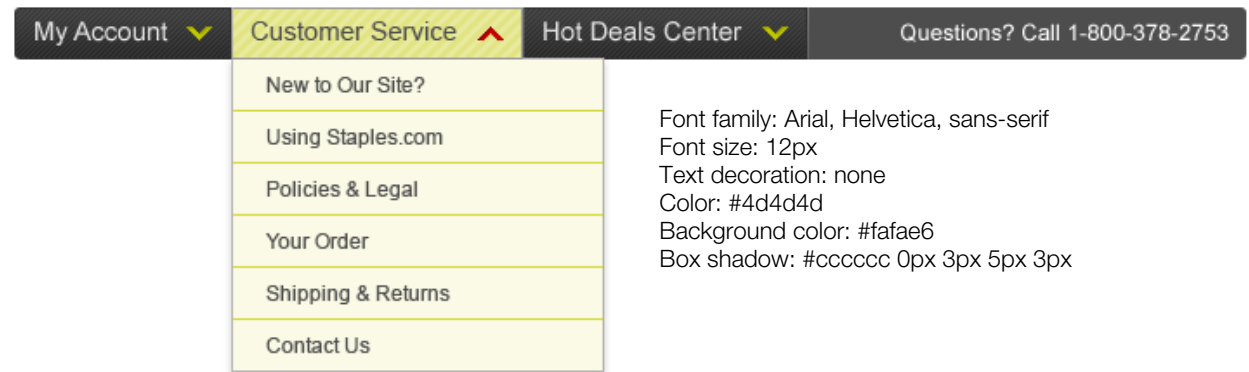 My Account Customer Service Hot Deals Center Questions? Call 1-800-378-2753
New to Our Site?
Using Staples.com
Policies & Legal
Your Order
Shipping & Returns
Contact Us
Font family: Arial, Helvetica, sans-serif
Font size: 12px
Text decoration: none
Color: #4d4d4d
Background color: #fafae6
Box shadow: #cccccc 0px 3px 5px 3px